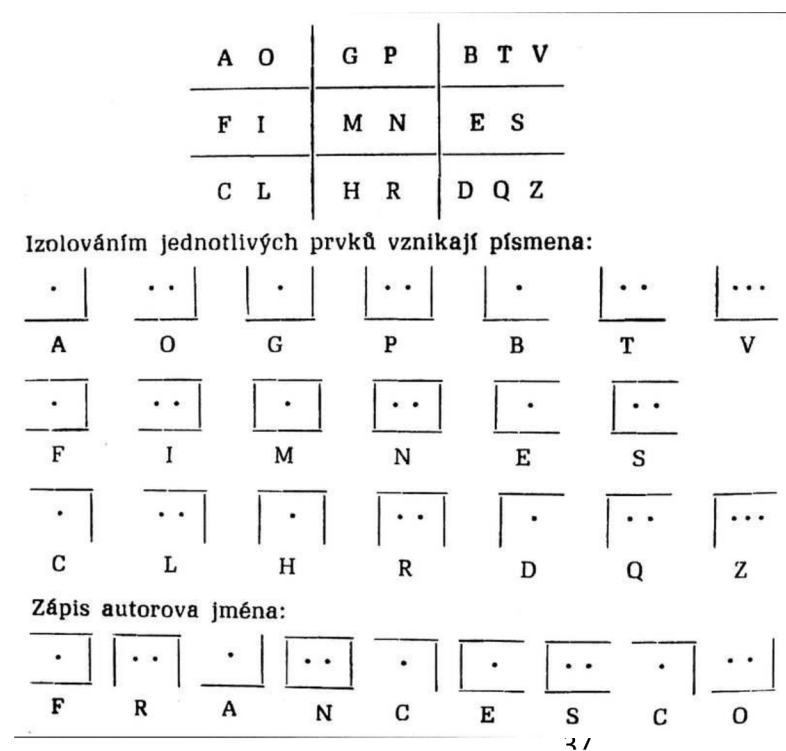 A O G P B T V
F I M N E S
C L H R D Q Z
Izolováním jednotlivých prvků vznikají písmena:
A O G P B T V
F I M N E S
C L H R D Q Z
Zápis autorova jména:
F R A N C E S C O